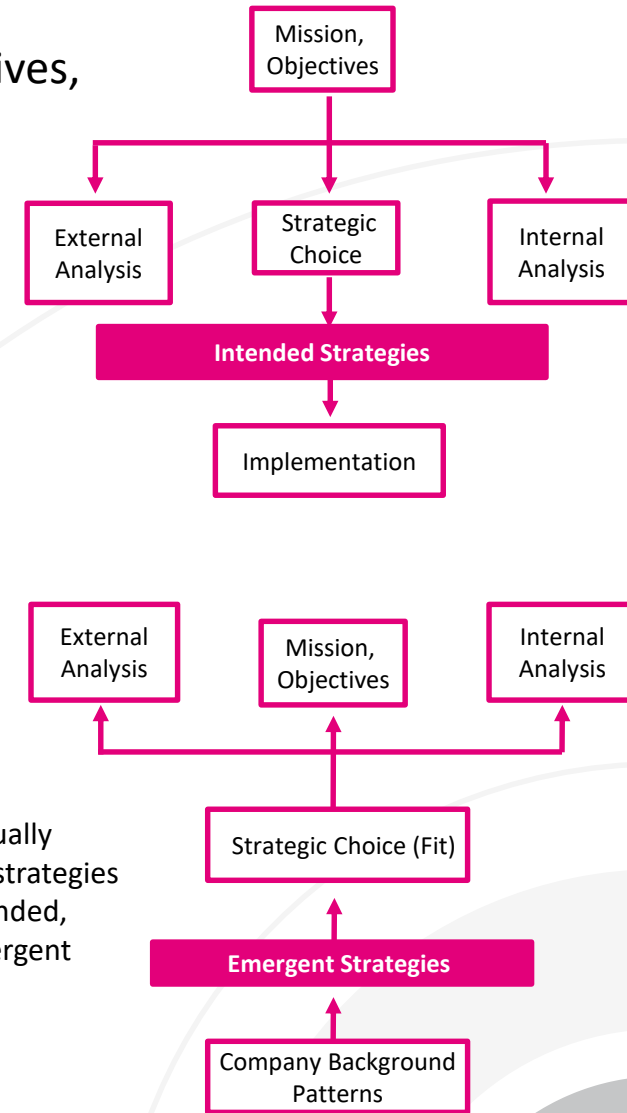 ives,
Mission,
Objectives
External
Analysis
Strategic
Choice
Internal
Analysis
Intended Strategies
Implementation
External
Analysis
Mission,
Objectives
Internal
Analysis
ually
strategies
nded,
ergent
Strategic Choice (Fit)
Emergent Strategies
Company Background
Patterns